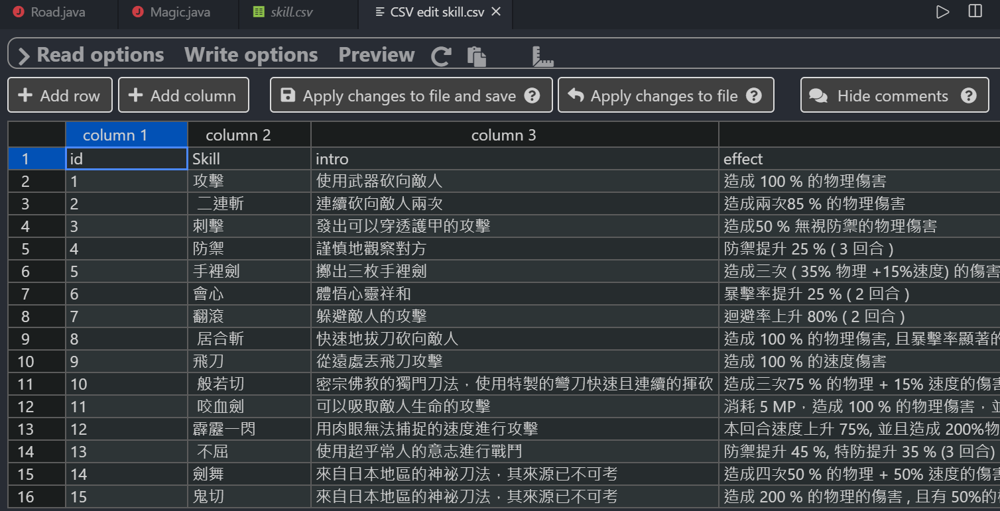 Road.java Magic.java skill.csv CSV edit skill.csv
Read options Write options Preview
Add row Add column Apply changes to file and save Apply changes to file Hide comments
column 1 column 2 column 3
1 id Skill intro effect
2 1 攻擊 使用武器砍向敵人 造成 100 % 的物理傷害
3 2 二連斬 連續砍向敵人兩次 造成兩次85 % 的物理傷害
4 3 刺擊 發出可以穿透護甲的攻擊 造成50 % 無視防禦的物理傷害
5 4 防禦 謹慎地觀察對方 防禦提升 25 % ( 3 回合 )
6 5 手裡劍 擲出三枚手裡劍 造成三次 ( 35% 物理 +15%速度) 的傷害
7 6 會心 體悟心靈祥和 暴擊率提升 25 % ( 2 回合 )
8 7 翻滾 躲避敵人的攻擊 迴避率上升 80% ( 2 回合 )
9 8 居合斬 快速地拔刀砍向敵人 造成 100 % 的物理傷害, 且暴擊率顯著的
10 9 飛刀 從遠處丟飛刀攻擊 造成 100 % 的速度傷害
11 10 般若切 密宗佛教的獨門刀法，使用特製的彎刀快速且連續的揮砍 造成三次75 % 的物理 + 15% 速度的傷害
12 11 咬血劍 可以吸取敵人生命的攻擊 消耗 5 MP，造成 100 % 的物理傷害，並
13 12 霹靂一閃 用肉眼無法捕捉的速度進行攻擊 本回合速度上升 75%, 並且造成 200%物
14 13 不屈 使用超乎常人的意志進行戰鬥 防禦提升 45 %, 特防提升 35 % (3 回合)
15 14 劍舞 來自日本地區的神祕刀法，其來源已不可考 造成四次50 % 的物理 + 50% 速度的傷害
16 15 鬼切 來自日本地區的神祕刀法，其來源已不可考 造成 200 % 的物理的傷害 , 且有 50%的